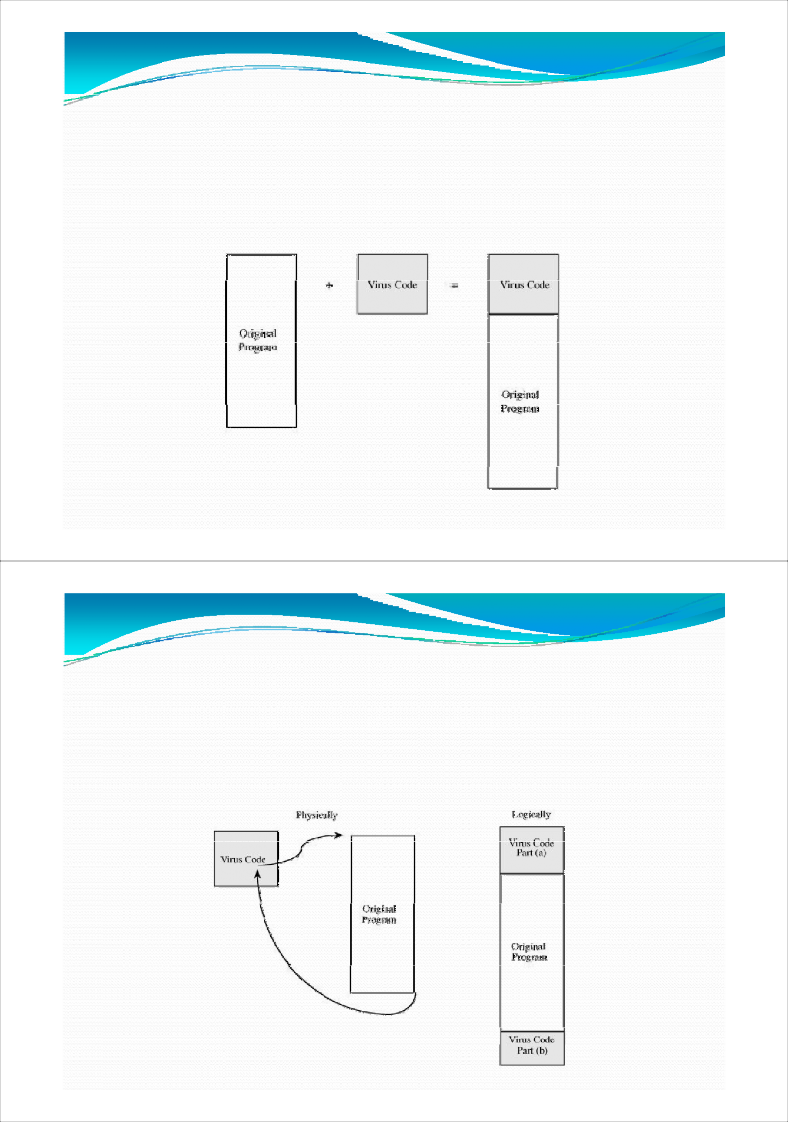 Original
Program
+
Virus Code
=
Virus Code
Original
Program
Physically
Virus Code
Original
Program
Logically
Virus Code
Part (a)
Original
Program
Virus Code
Part (b)